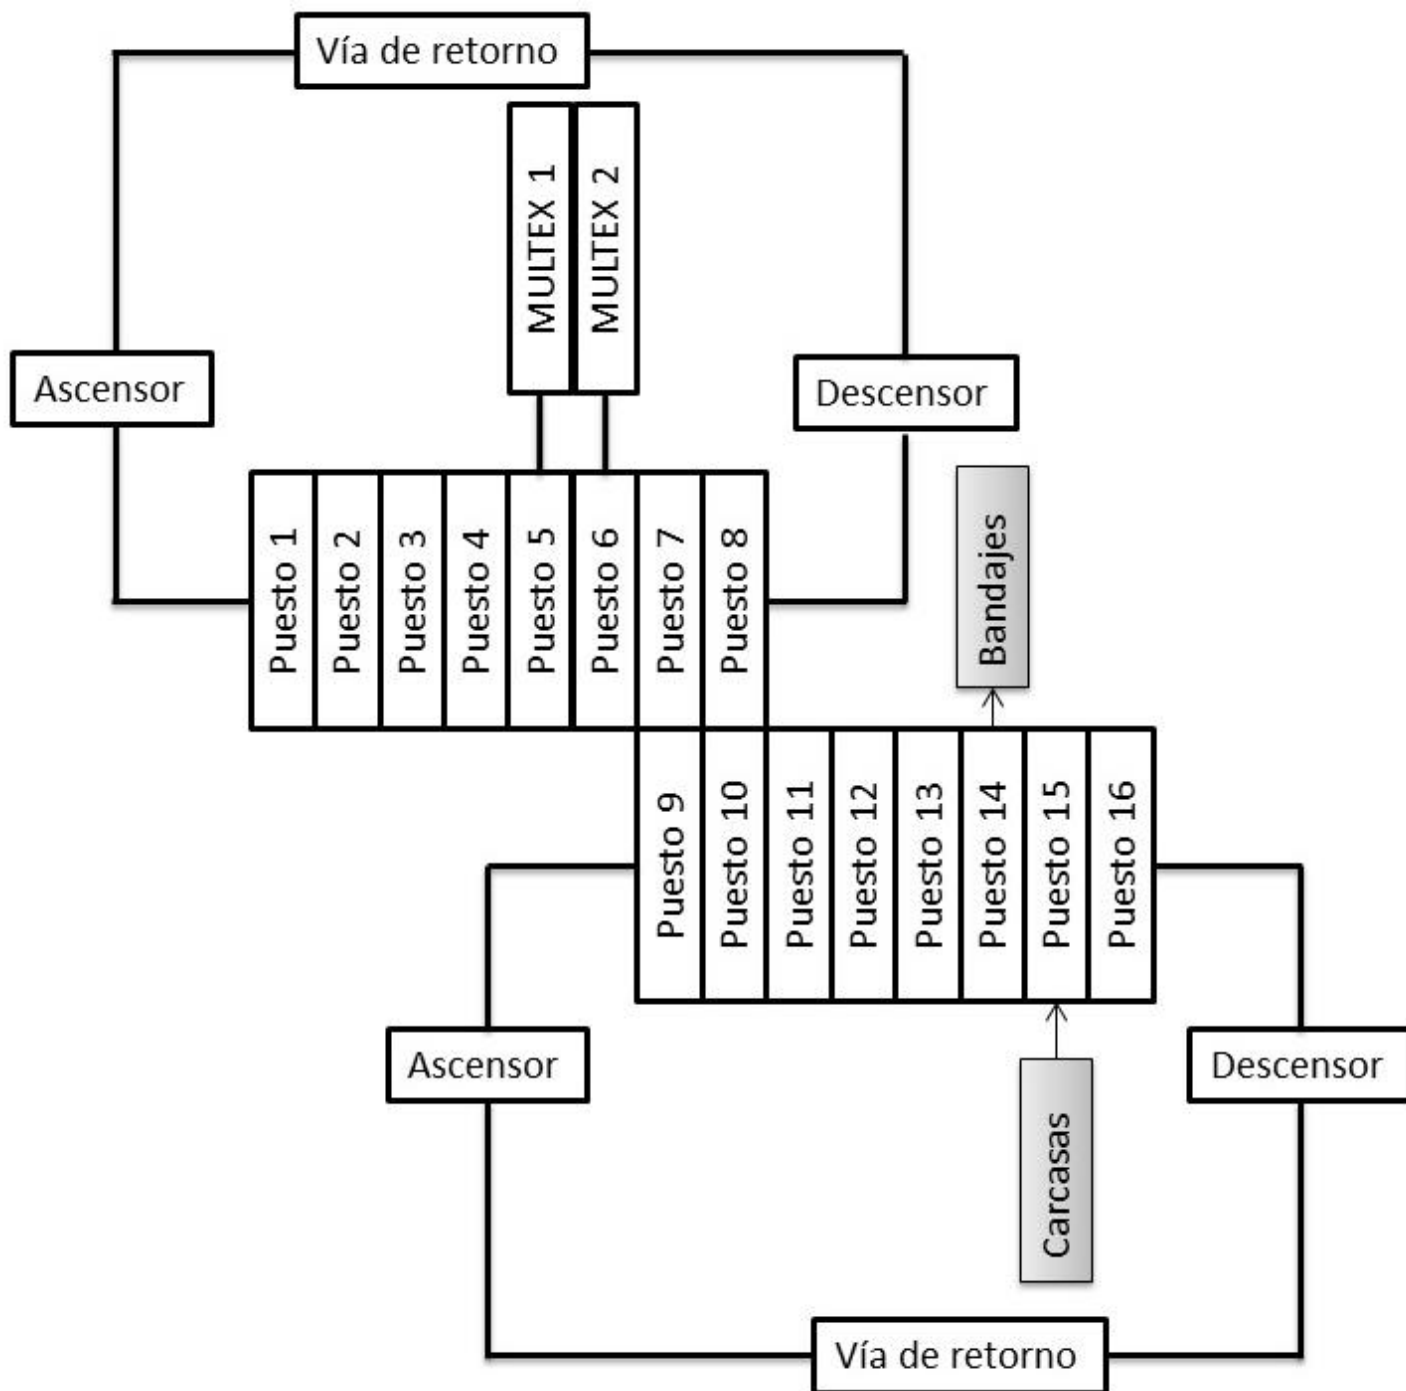 Vía de retorno
MULTEX 1
MULTEX 2
Ascensor
Descensor
Puesto 1
Puesto 2
Puesto 3
Puesto 4
Puesto 5
Puesto 6
Puesto 7
Puesto 8
Bandajes
Puesto 9
Puesto 10
Puesto 11
Puesto 12
Puesto 13
Puesto 14
Puesto 15
Puesto 16
Ascensor
Descensor
Carcasas
Vía de retorno